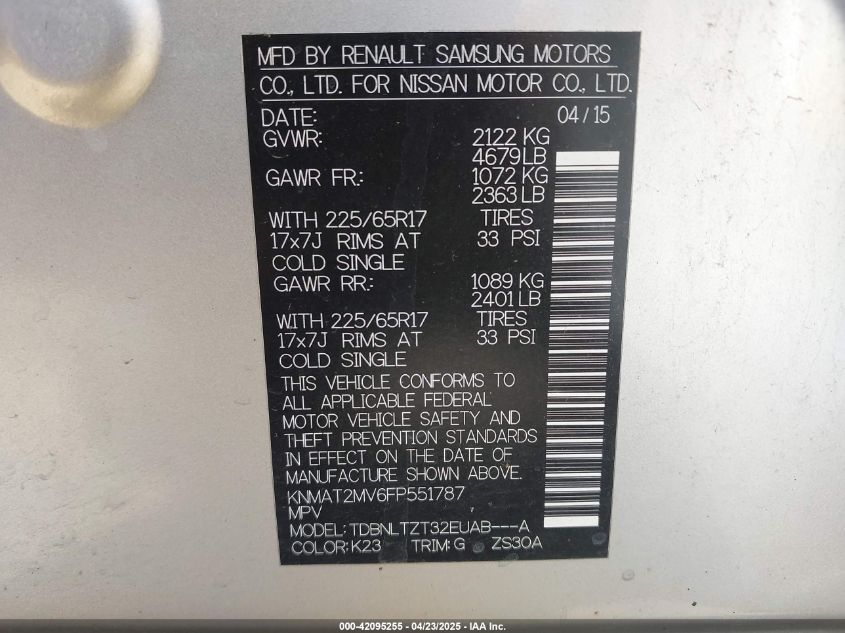 MFD BY RENAULT SAMSUNG MOTORS
CO., LTD. FOR NISSAN MOTOR CO., LTD.
DATE: 04/15
GVWR: 2122 KG
4679LB
GAWR FR: 1072 KG
2363 LB
WITH 225/65R17 TIRES
17x7J RIMS AT 33 PSI
COLD SINGLE
GAWR RR: 1089 KG
2401 LB
WITH 225/65R17 TIRES
17x7J RIMS AT 33 PSI
COLD SINGLE
THIS VEHICLE CONFORMS TO
ALL APPLICABLE FEDERAL
MOTOR VEHICLE SAFETY AND
THEFT PREVENTION STANDARDS
IN EFFECT ON THE DATE OF
MANUFACTURE SHOWN ABOVE.
KNMAT2MV6FP551787
MPV
MODEL: TDBNLTZT32EUAB---A
COLOR: K23 TRIM: G ZS30A
000-42095255 - 04/23/2025 - IAA Inc.